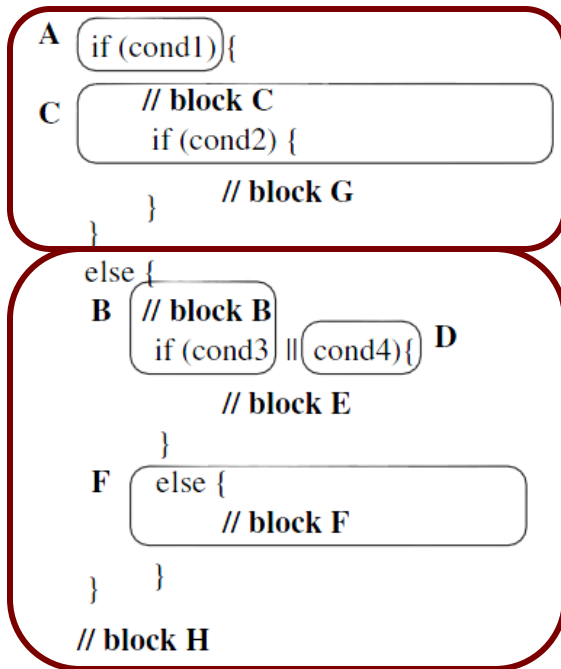 A if (cond1) {
C // block C
if (cond2) {
// block G
}
}
else {
B // block B
if (cond3 || cond4){ D
// block E
}
F else {
// block F
}
}
// block H